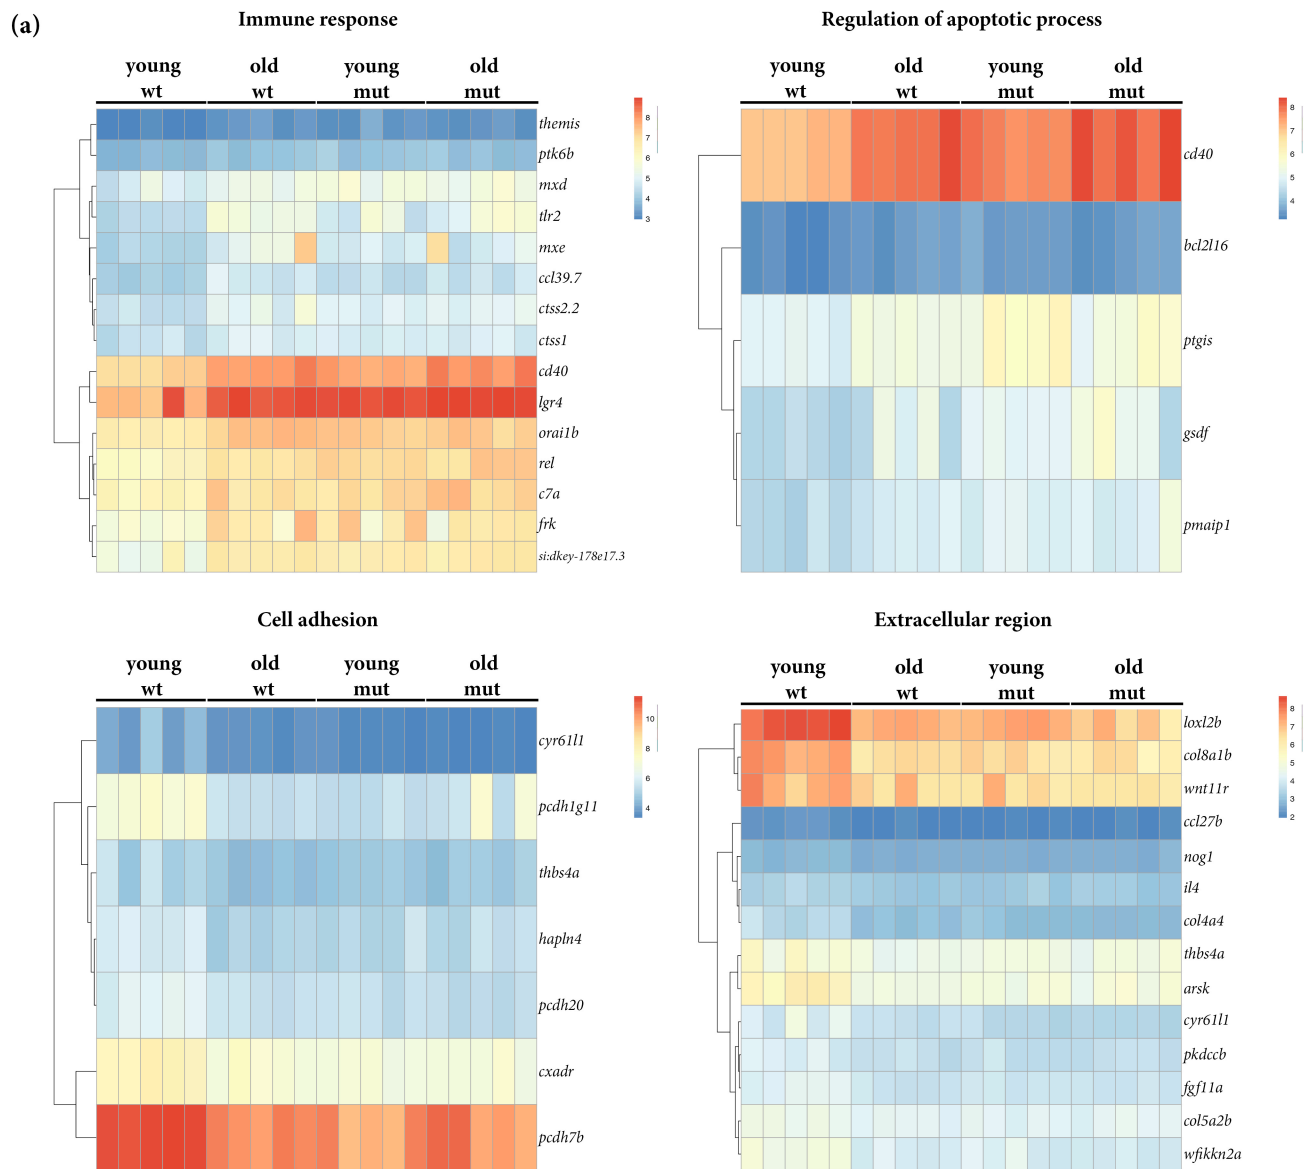 (a)
Immune response
young old young old
wt wt mut mut
themis
ptk6b
mxd
tlr2
mxe
ccl39.7
ctss2.2
ctss1
cd40
lgr4
orai1b
rel
c7a
frk
si:dkey-178e17.3
8
7
6
5
4
3
Regulation of apoptotic process
young old young old
wt wt mut mut
cd40
bcl2l16
ptgis
gsdf
pmaip1
8
7
6
5
4
Cell adhesion
young old young old
wt wt mut mut
cyr61l1
pcdh1g11
thbs4a
hapln4
pcdh20
cxadr
pcdh7b
10
8
6
4
Extracellular region
young old young old
wt wt mut mut
loxl2b
col8a1b
wnt11r
ccl27b
nog1
il4
col4a4
thbs4a
arsk
cyr61l1
pkdccb
fgf11a
col5a2b
wfikkn2a
8
7
6
5
4
3
2